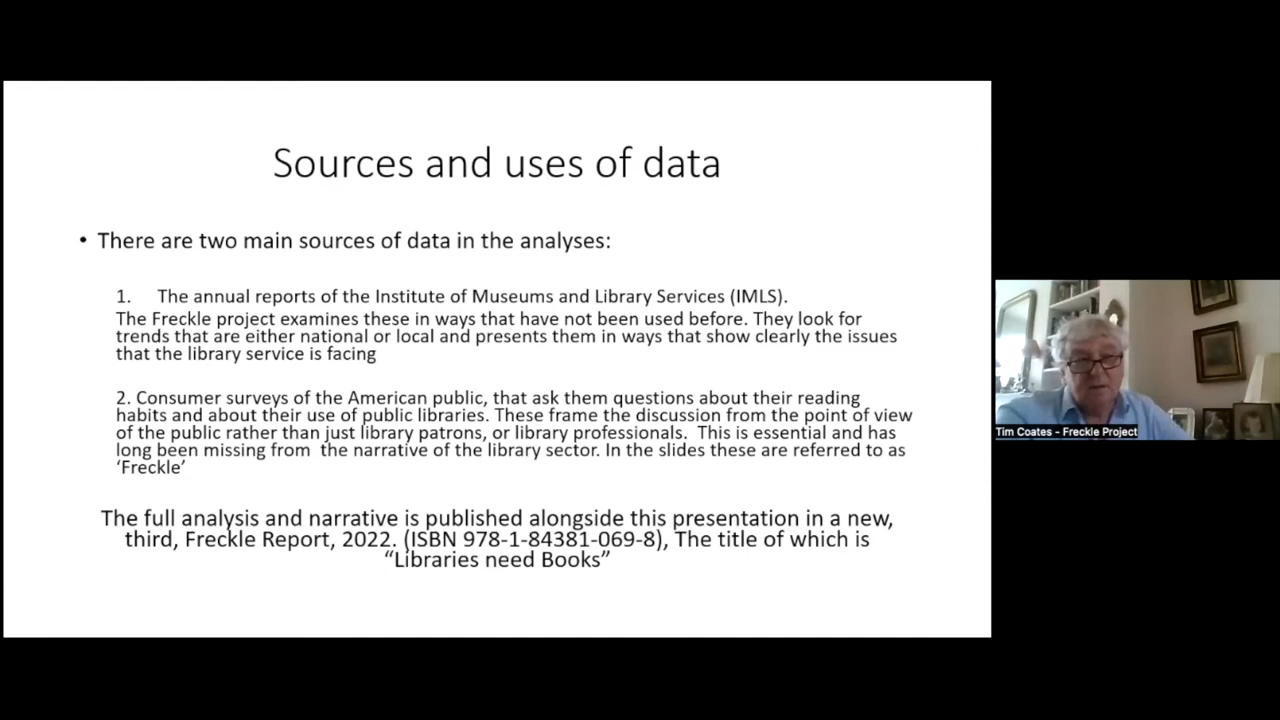 Sources and uses of data
• There are two main sources of data in the analyses:
1. The annual reports of the Institute of Museums and Library Services (IMLS).
The Freckle project examines these in ways that have not been used before. They look for
trends that are either national or local and presents them in ways that show clearly the issues
that the library service is facing
2. Consumer surveys of the American public, that ask them questions about their reading
habits and about their use of public libraries. These frame the discussion from the point of view
of the public rather than just library patrons, or library professionals. This is essential and has
long been missing from the narrative of the library sector. In the slides these are referred to as
‘Freckle’
The full analysis and narrative is published alongside this presentation in a new,
third, Freckle Report, 2022. (ISBN 978-1-84381-069-8), The title of which is
“Libraries need Books”
Tim Coates - Freckle Project